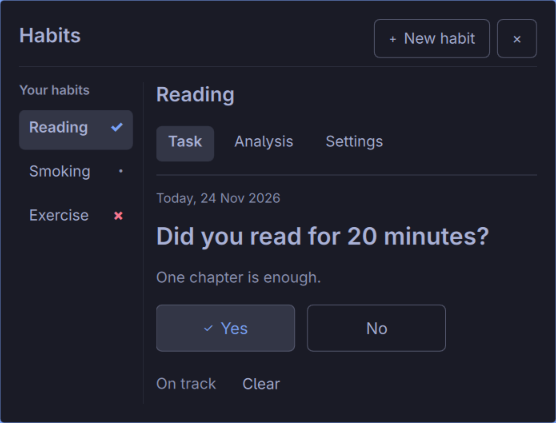 Habits
+ New habit
×
Your habits
Reading ✓
Smoking •
Exercise ×
Reading
Task Analysis Settings
Today, 24 Nov 2026
Did you read for 20 minutes?
One chapter is enough.
✓ Yes
No
On track Clear